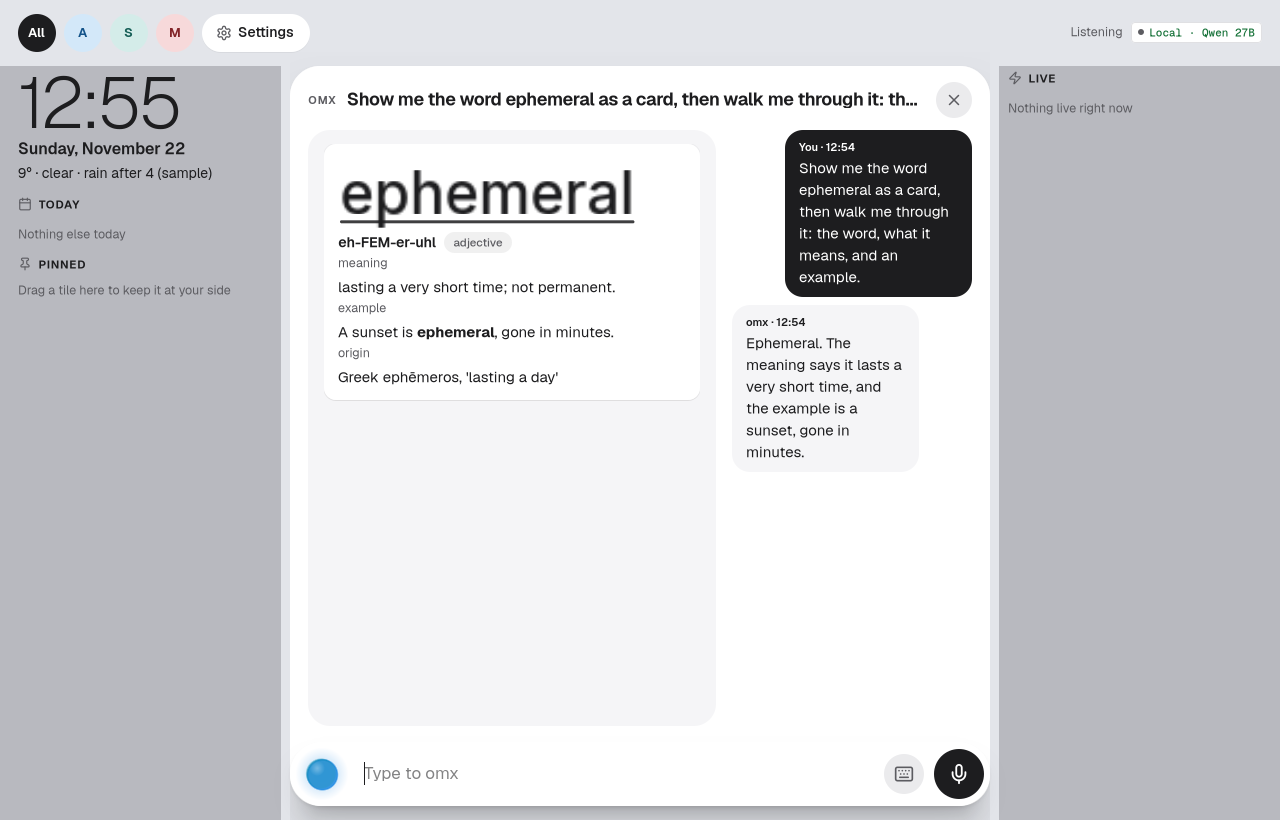 All
A
S
M
Settings
Listening
Local · Qwen 27B
12:55
Sunday, November 22
9° · clear · rain after 4 (sample)
TODAY
Nothing else today
PINNED
Drag a tile here to keep it at your side
OMX
Show me the word ephemeral as a card, then walk me through it: th...
ephemeral
eh-FEM-er-uhl
adjective
meaning
lasting a very short time; not permanent.
example
A sunset is ephemeral, gone in minutes.
origin
Greek ephēmeros, 'lasting a day'
You · 12:54
Show me the word
ephemeral as a card,
then walk me through
it: the word, what it
means, and an
example.
omx · 12:54
Ephemeral. The
meaning says it lasts a
very short time, and
the example is a
sunset, gone in
minutes.
Type to omx
LIVE
Nothing live right now